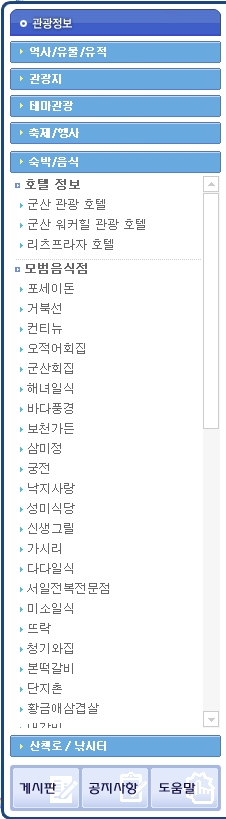 관광정보
역사/유물/유적
관광지
테마관광
축제/행사
숙박/음식
호텔 정보
군산 관광 호텔
군산 워커힐 관광 호텔
리츠프라자 호텔
모범음식점
포세이돈
거북선
컨티뉴
오적어회집
군산회집
해녀일식
바다풍경
보천가든
삼미정
궁전
낙지사랑
성미식당
신생그릴
가시리
다다일식
서일전복전문점
미소일식
뜨락
청기와집
본떡갈비
단지촌
황금애삼겹살
산책로 / 낚시터
게시판
공지사항
도움말